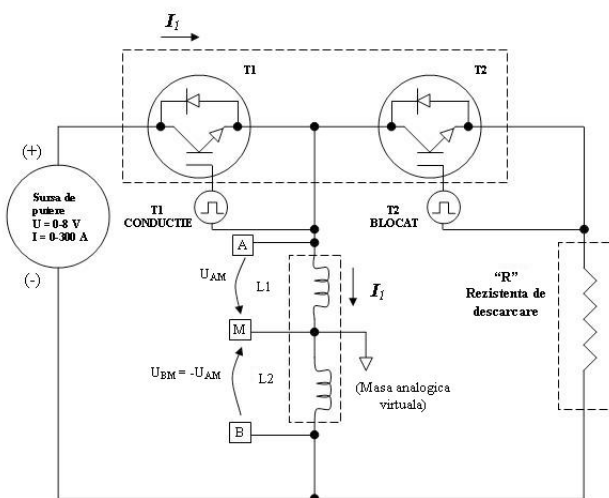 I1
T1
T2
(+)
Sursa de
putere
U = 0-8 V
I = 0-300 A
(-)
T1
CONDUCTIE
T2
BLOCAT
A
UAM
L1
I1
M
UBM = -UAM
L2
(Masa analogica
virtuala)
B
“R”
Rezistenta de
descarcare